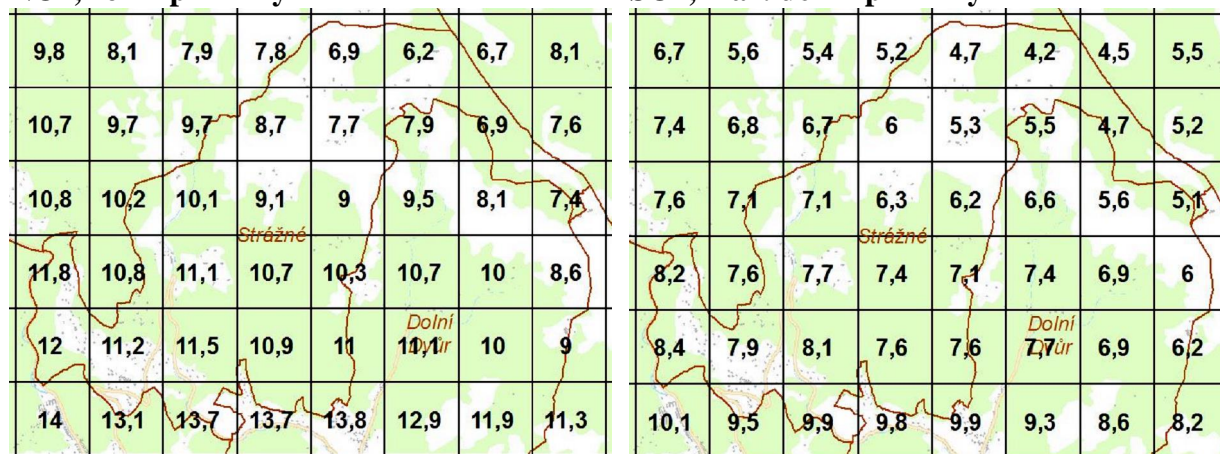 9,8 8,1 7,9 7,8 6,9 6,2 6,7 8,1
10,7 9,7 9,7 8,7 7,7 7,9 6,9 7,6
10,8 10,2 10,1 9,1 9 9,5 8,1 7,4
Strážné
11,8 10,8 11,1 10,7 10,3 10,7 10 8,6
Dolní
Dvůr
12 11,2 11,5 10,9 11 11,1 10 9
14 13,1 13,7 13,7 13,8 12,9 11,9 11,3
6,7 5,6 5,4 5,2 4,7 4,2 4,5 5,5
7,4 6,8 6,7 6 5,3 5,5 4,7 5,2
7,6 7,1 7,1 6,3 6,2 6,6 5,6 5,1
Strážné
8,2 7,6 7,7 7,4 7,1 7,4 6,9 6
Dolní
Dvůr
8,4 7,9 8,1 7,6 7,6 7,7 6,9 6,2
10,1 9,5 9,9 9,8 9,9 9,3 8,6 8,2